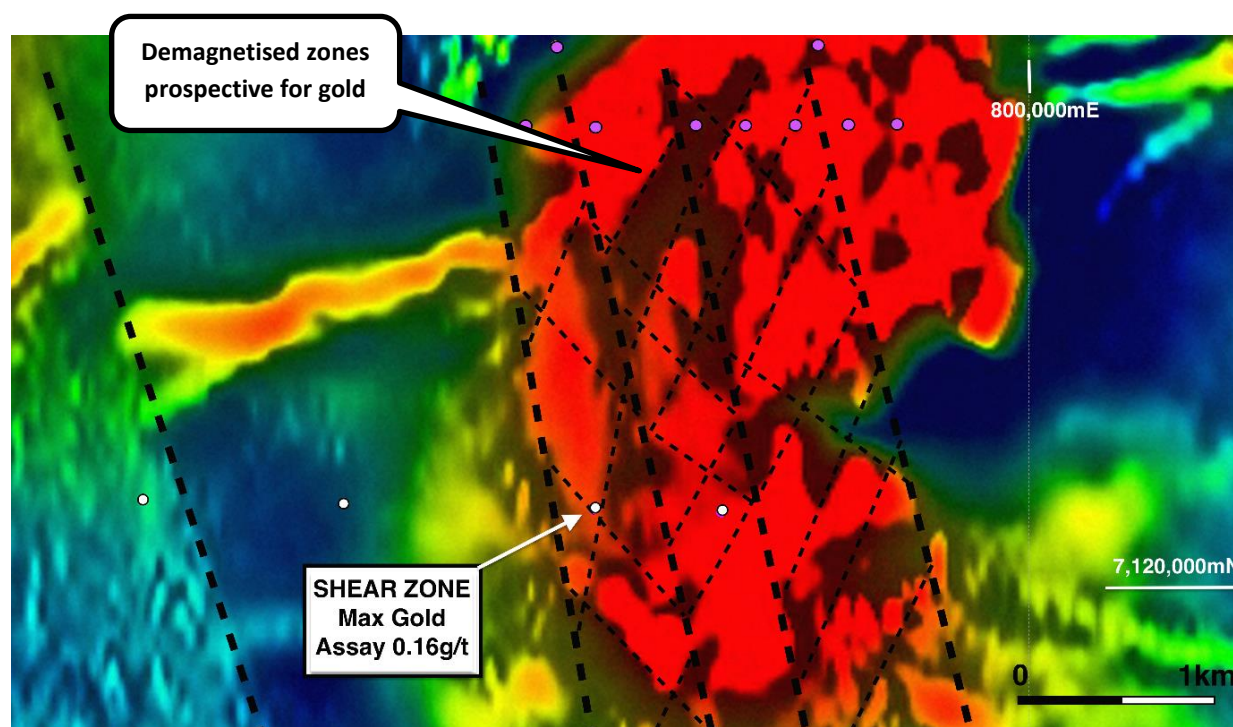 Demagnetised zones
prospective for gold
800,000mE
SHEAR ZONE
Max Gold
Assay 0.16g/t
7,120,000mN
0 1km